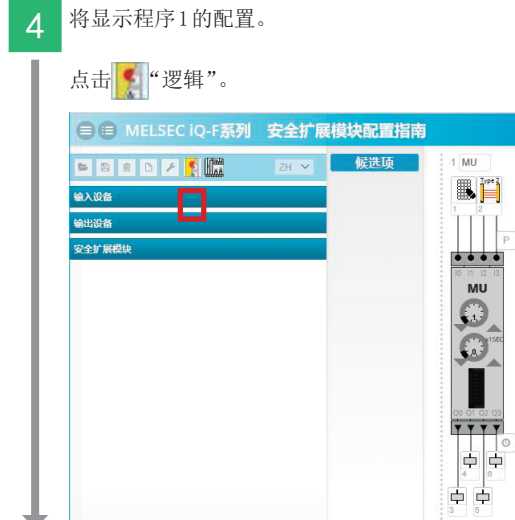 4
将显示程序1的配置。
点击“逻辑”。
MELSEC iQ-F系列 安全扩展模块配置指南
ZH
候选项
1 MU
输入设备
输出设备
安全扩展模块
Type 2
1 2
P
I0 I1 I2 I3
MU
1
x1SEC
0
Q0 Q1 Q2 Q3
4 6
3 5